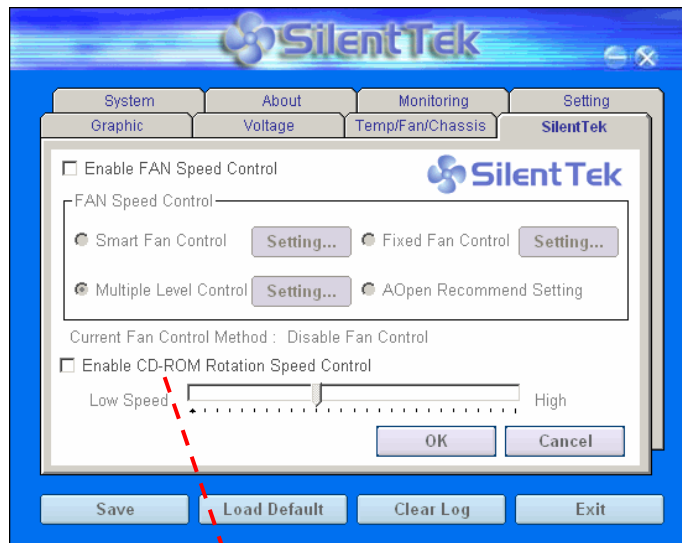 SilentTek
System About Monitoring Setting
Graphic Voltage Temp/Fan/Chassis SilentTek
Enable FAN Speed Control
SilentTek
FAN Speed Control
Smart Fan Control Setting... Fixed Fan Control Setting...
Multiple Level Control Setting... AOpen Recommend Setting
Current Fan Control Method : Disable Fan Control
Enable CD-ROM Rotation Speed Control
Low Speed High
OK Cancel
Save Load Default Clear Log Exit